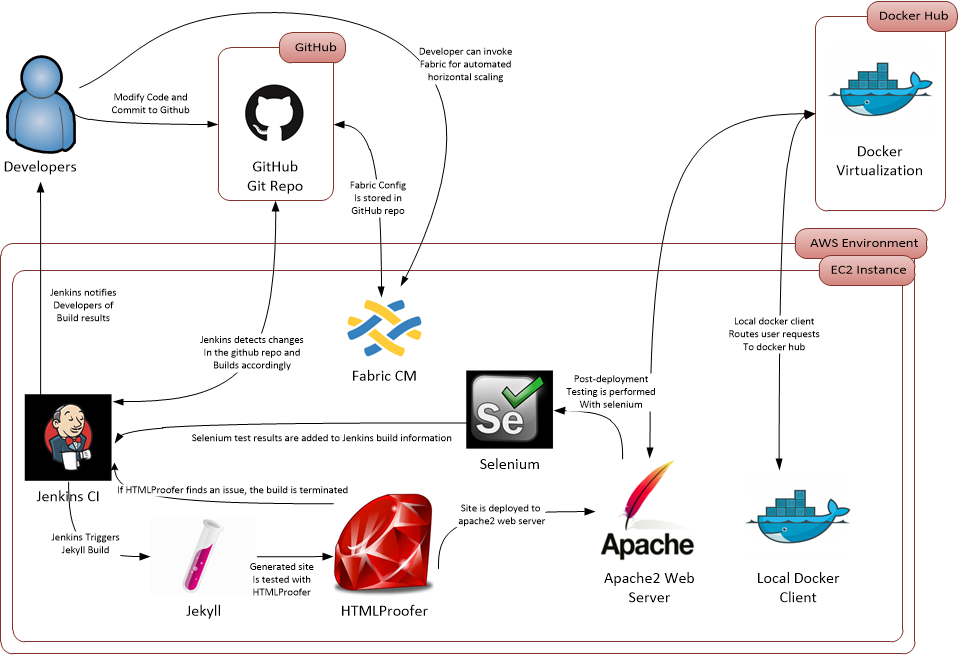 Docker Hub
GitHub
Developer can invoke
Fabric for automated
horizontal scaling
Modify Code and
Commit to Github
Developers
GitHub
Git Repo
Docker
Virtualization
Fabric Config
Is stored in
GitHub repo
AWS Environment
EC2 Instance
Jenkins notifies
Developers of
Build results
Jenkins detects changes
In the github repo and
Builds accordingly
Fabric CM
Local docker client
Routes user requests
To docker hub
Post-deployment
Testing is performed
With selenium
Se
Selenium test results are added to Jenkins build information
Selenium
Jenkins CI
If HTMLProofer finds an issue, the build is terminated
Site is deployed to
apache2 web server
Jenkins Triggers
Jekyll Build
Generated site
Is tested with
HTMLProofer
Apache
Jekyll
HTMLProofer
Apache2 Web
Server
Local Docker
Client